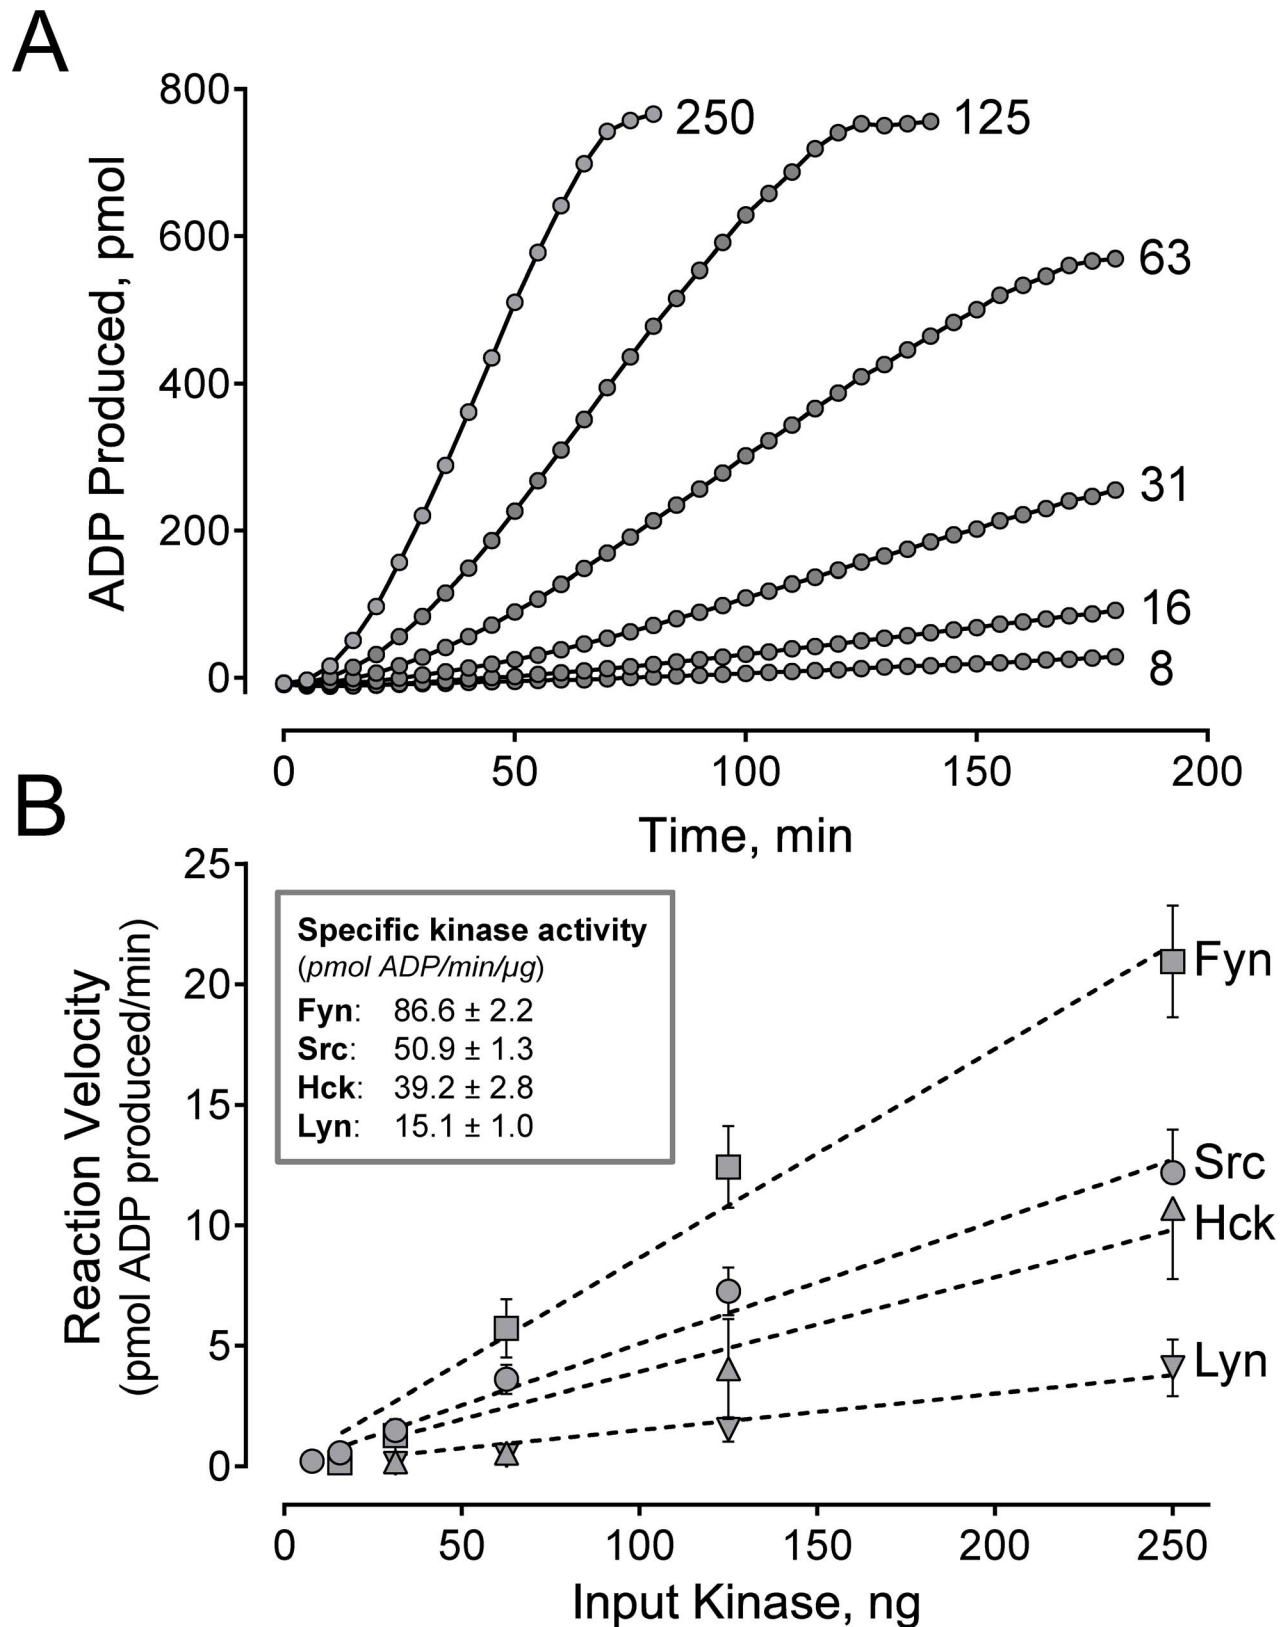 A
ADP Produced, pmol
800
600
400
200
0
250
125
63
31
16
8
0 50 100 150 200
Time, min
B
Reaction Velocity
(pmol ADP produced/min)
25
20
15
10
5
0
Specific kinase activity
(pmol ADP/min/µg)
Fyn: 86.6 ± 2.2
Src: 50.9 ± 1.3
Hck: 39.2 ± 2.8
Lyn: 15.1 ± 1.0
Fyn
Src
Hck
Lyn
0 50 100 150 200 250
Input Kinase, ng